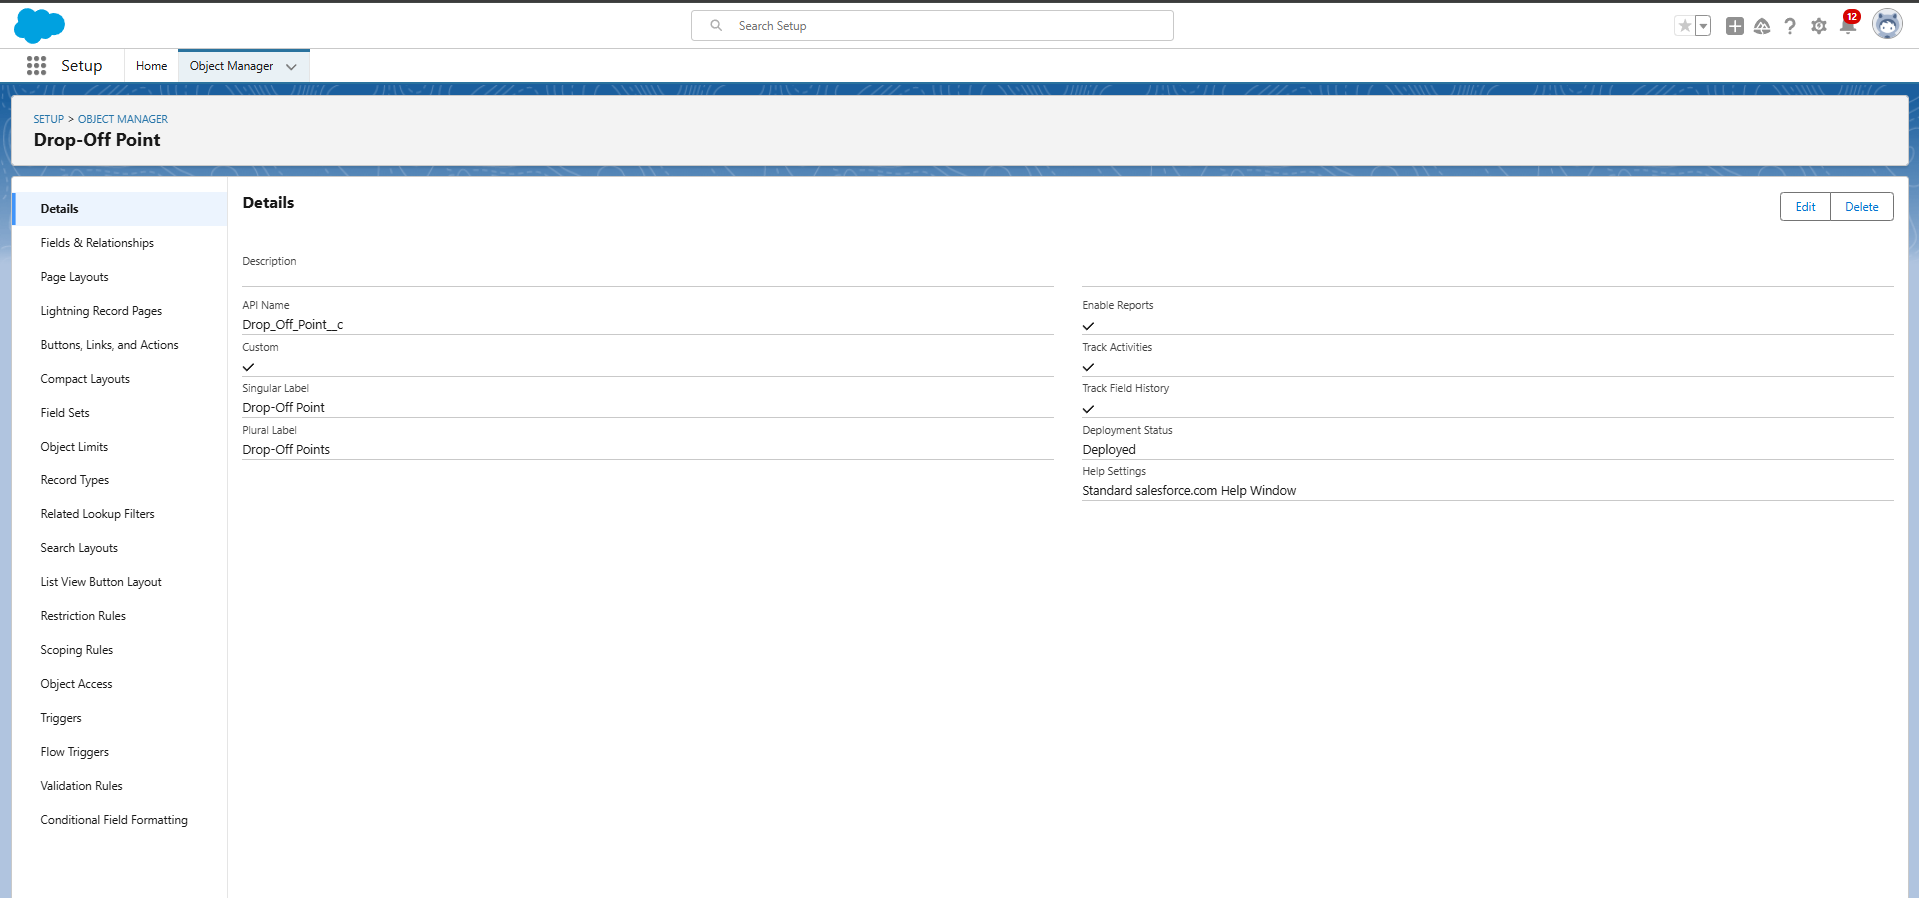 Search Setup
12
Setup
Home
Object Manager
SETUP > OBJECT MANAGER
Drop-Off Point
Details
Fields & Relationships
Page Layouts
Lightning Record Pages
Buttons, Links, and Actions
Compact Layouts
Field Sets
Object Limits
Record Types
Related Lookup Filters
Search Layouts
List View Button Layout
Restriction Rules
Scoping Rules
Object Access
Triggers
Flow Triggers
Validation Rules
Conditional Field Formatting
Details
Edit
Delete
Description
API Name
Drop_Off_Point__c
Custom
Singular Label
Drop-Off Point
Plural Label
Drop-Off Points
Enable Reports
Track Activities
Track Field History
Deployment Status
Deployed
Help Settings
Standard salesforce.com Help Window